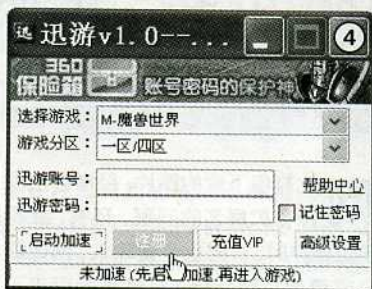 迅 迅游v1.0--... 4
360
保险箱 账号密码的保护神
选择游戏： M-魔兽世界
游戏分区： 一区/四区
迅游账号： 帮助中心
迅游密码： 记住密码
启动加速 注册 充值VIP 高级设置
未加速(先启 加速,再进入游戏)